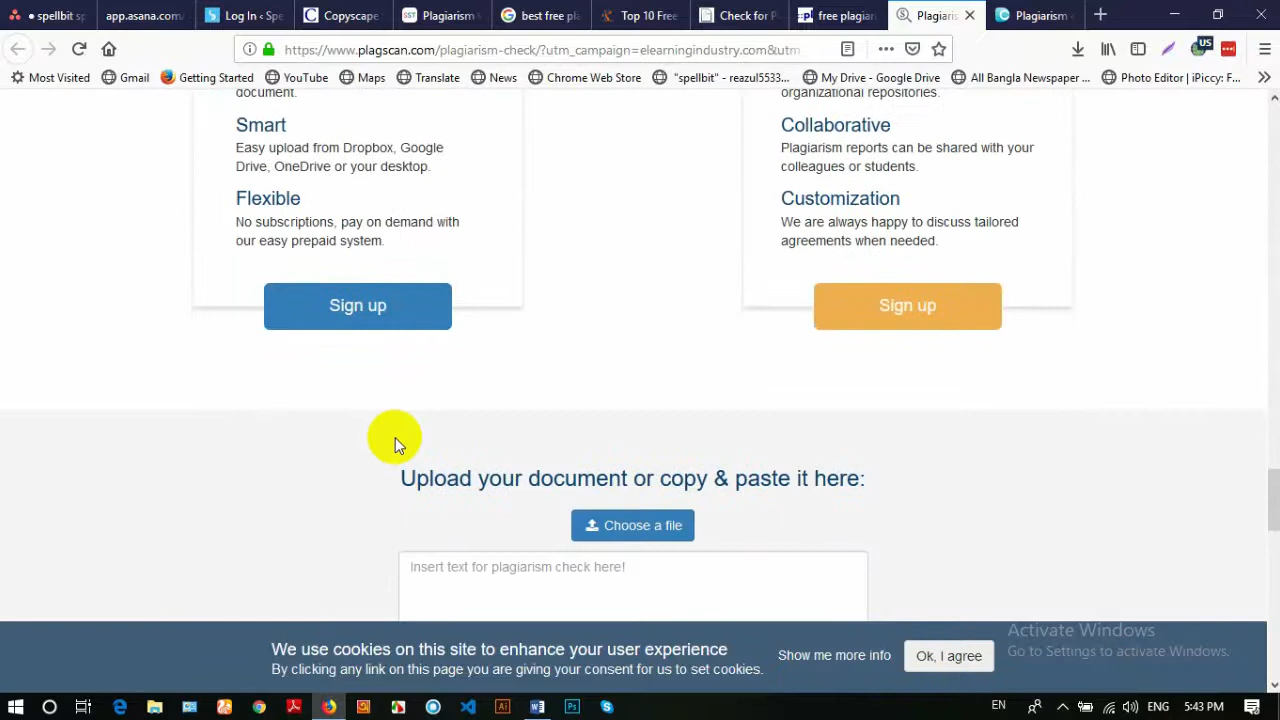 spellbit sp
app.asana.com/
Log In ‹ Spe
Copyscape
Plagiarism
best free pla
Top 10 Free
Check for P
free plagiar
Plagiaris
Plagiarism c
https://www.plagscan.com/plagiarism-check/?utm_campaign=elearningindustry.com&utm
US
Most Visited
Gmail
Getting Started
YouTube
Maps
Translate
News
Chrome Web Store
"spellbit" - reazul5533...
My Drive - Google Drive
All Bangla Newspaper ...
Photo Editor | iPiccy: F...
document.
Smart
Easy upload from Dropbox, Google
Drive, OneDrive or your desktop.
Flexible
No subscriptions, pay on demand with
our easy prepaid system.
Sign up
organizational repositories.
Collaborative
Plagiarism reports can be shared with your
colleagues or students.
Customization
We are always happy to discuss tailored
agreements when needed.
Sign up
Upload your document or copy & paste it here:
Choose a file
Insert text for plagiarism check here!
We use cookies on this site to enhance your user experience
By clicking any link on this page you are giving your consent for us to set cookies.
Show me more info
Ok, I agree
Activate Windows
Go to Settings to activate Windows.
EN
ENG
5:43 PM